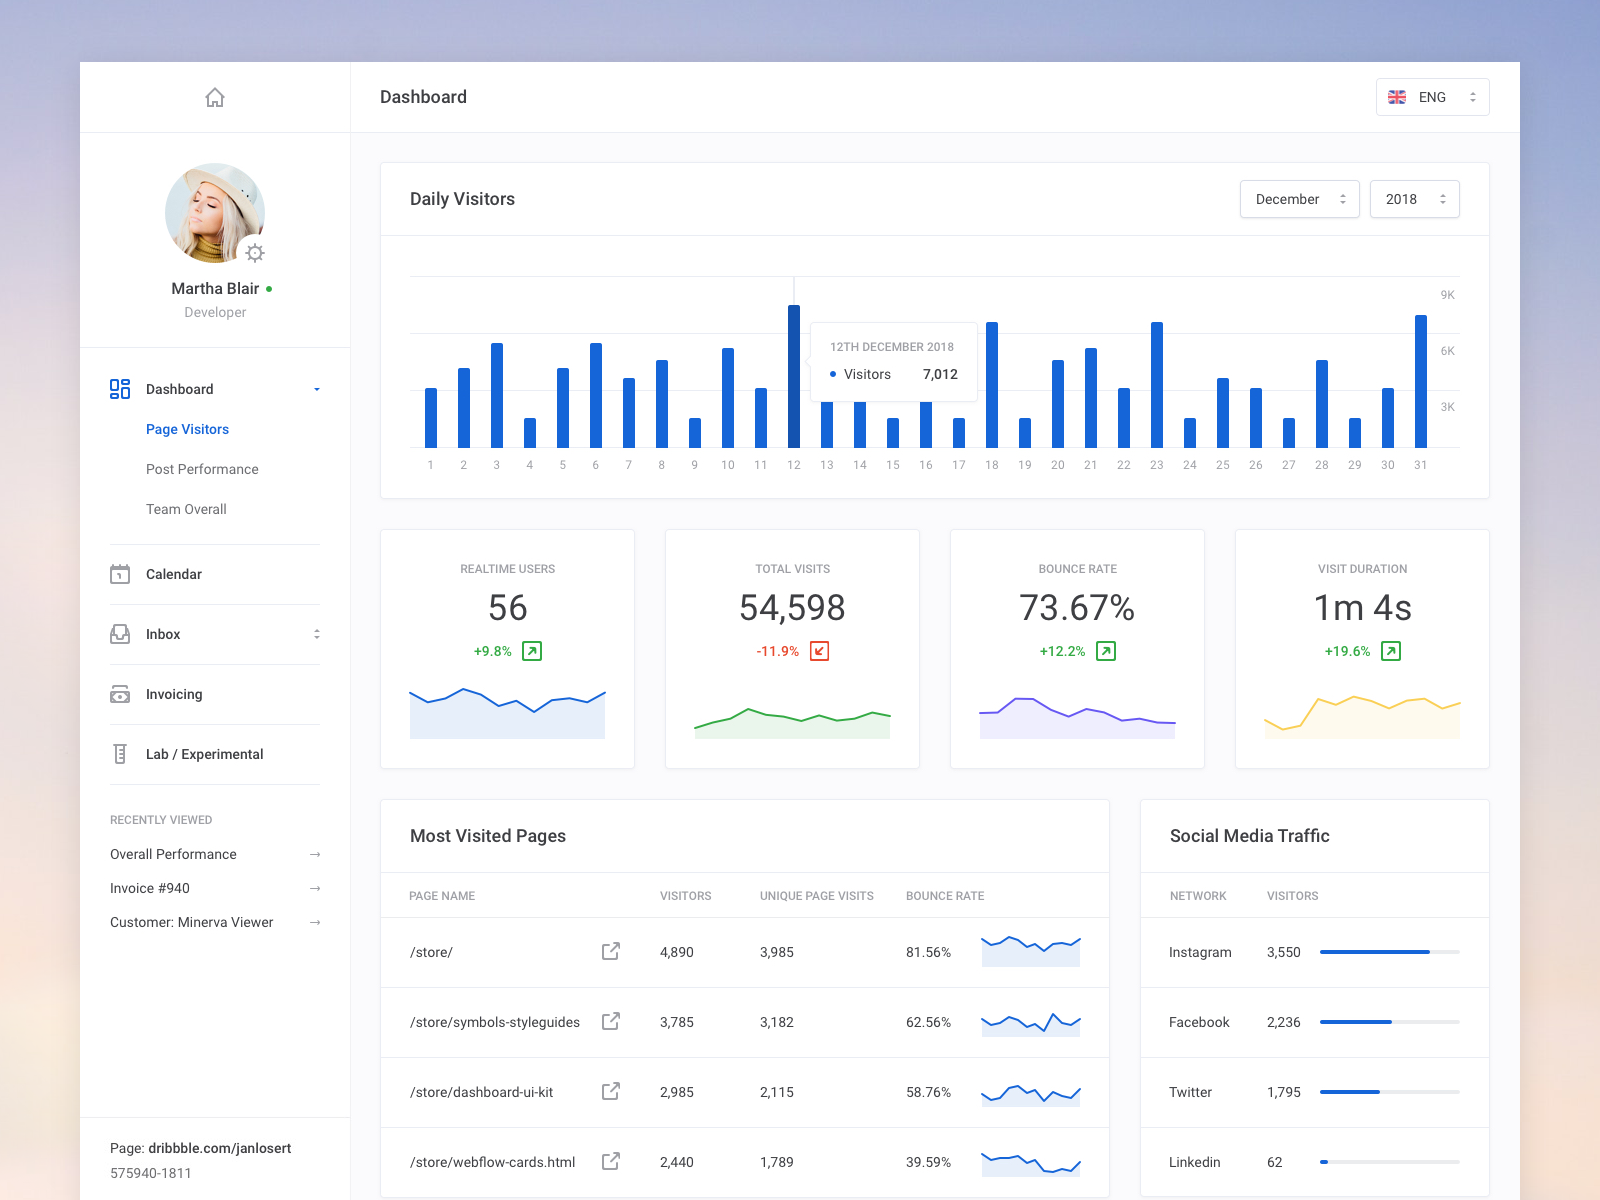 Dashboard
ENG
Martha Blair
Developer
Dashboard
Page Visitors
Post Performance
Team Overall
Calendar
Inbox
Invoicing
Lab / Experimental
RECENTLY VIEWED
Overall Performance →
Invoice #940 →
Customer: Minerva Viewer →
Page: dribbble.com/janlosert
575940-1811
Daily Visitors
December 2018
9K
6K
3K
12TH DECEMBER 2018
Visitors 7,012
1 2 3 4 5 6 7 8 9 10 11 12 13 14 15 16 17 18 19 20 21 22 23 24 25 26 27 28 29 30 31
REALTIME USERS
56
+9.8%
TOTAL VISITS
54,598
-11.9%
BOUNCE RATE
73.67%
+12.2%
VISIT DURATION
1m 4s
+19.6%
Most Visited Pages
PAGE NAME VISITORS UNIQUE PAGE VISITS BOUNCE RATE
/store/ 4,890 3,985 81.56%
/store/symbols-styleguides 3,785 3,182 62.56%
/store/dashboard-ui-kit 2,985 2,115 58.76%
/store/webflow-cards.html 2,440 1,789 39.59%
Social Media Traffic
NETWORK VISITORS
Instagram 3,550
Facebook 2,236
Twitter 1,795
Linkedin 62